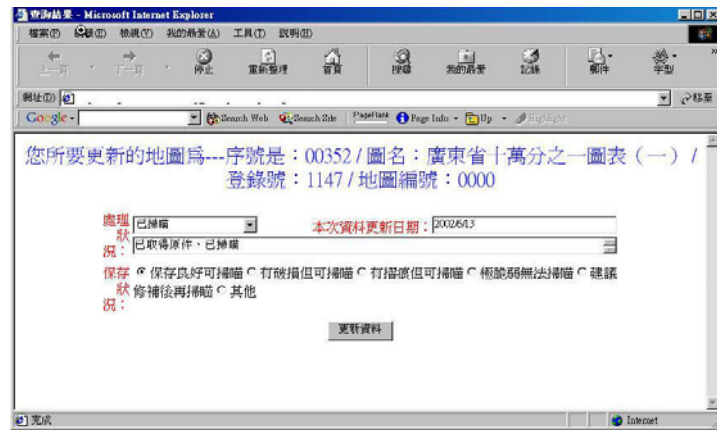 查詢結果 - Microsoft Internet Explorer
檔案(F) 編輯(E) 檢視(V) 我的最愛(A) 工具(T) 說明(H)
上一頁 下一頁 停止 重新整理 首頁 搜尋 我的最愛 記錄 郵件 字型
網址(D) 移至
Google Search Web Search Site PageRank Page Info Up Highlight
您所要更新的地圖為---序號是：00352 / 圖名：廣東省十萬分之一圖表（一） /
登錄號：1147 / 地圖編號：0000
處理狀況： 已掃瞄 本次資料更新日期： 2002/6/13
已取得原件、已掃瞄
保存狀況： 保存良好可掃瞄 有破損但可掃瞄 有摺痕但可掃瞄 極脆弱無法掃瞄 建議
修補後再掃瞄 其他
更新資料
完成 Internet